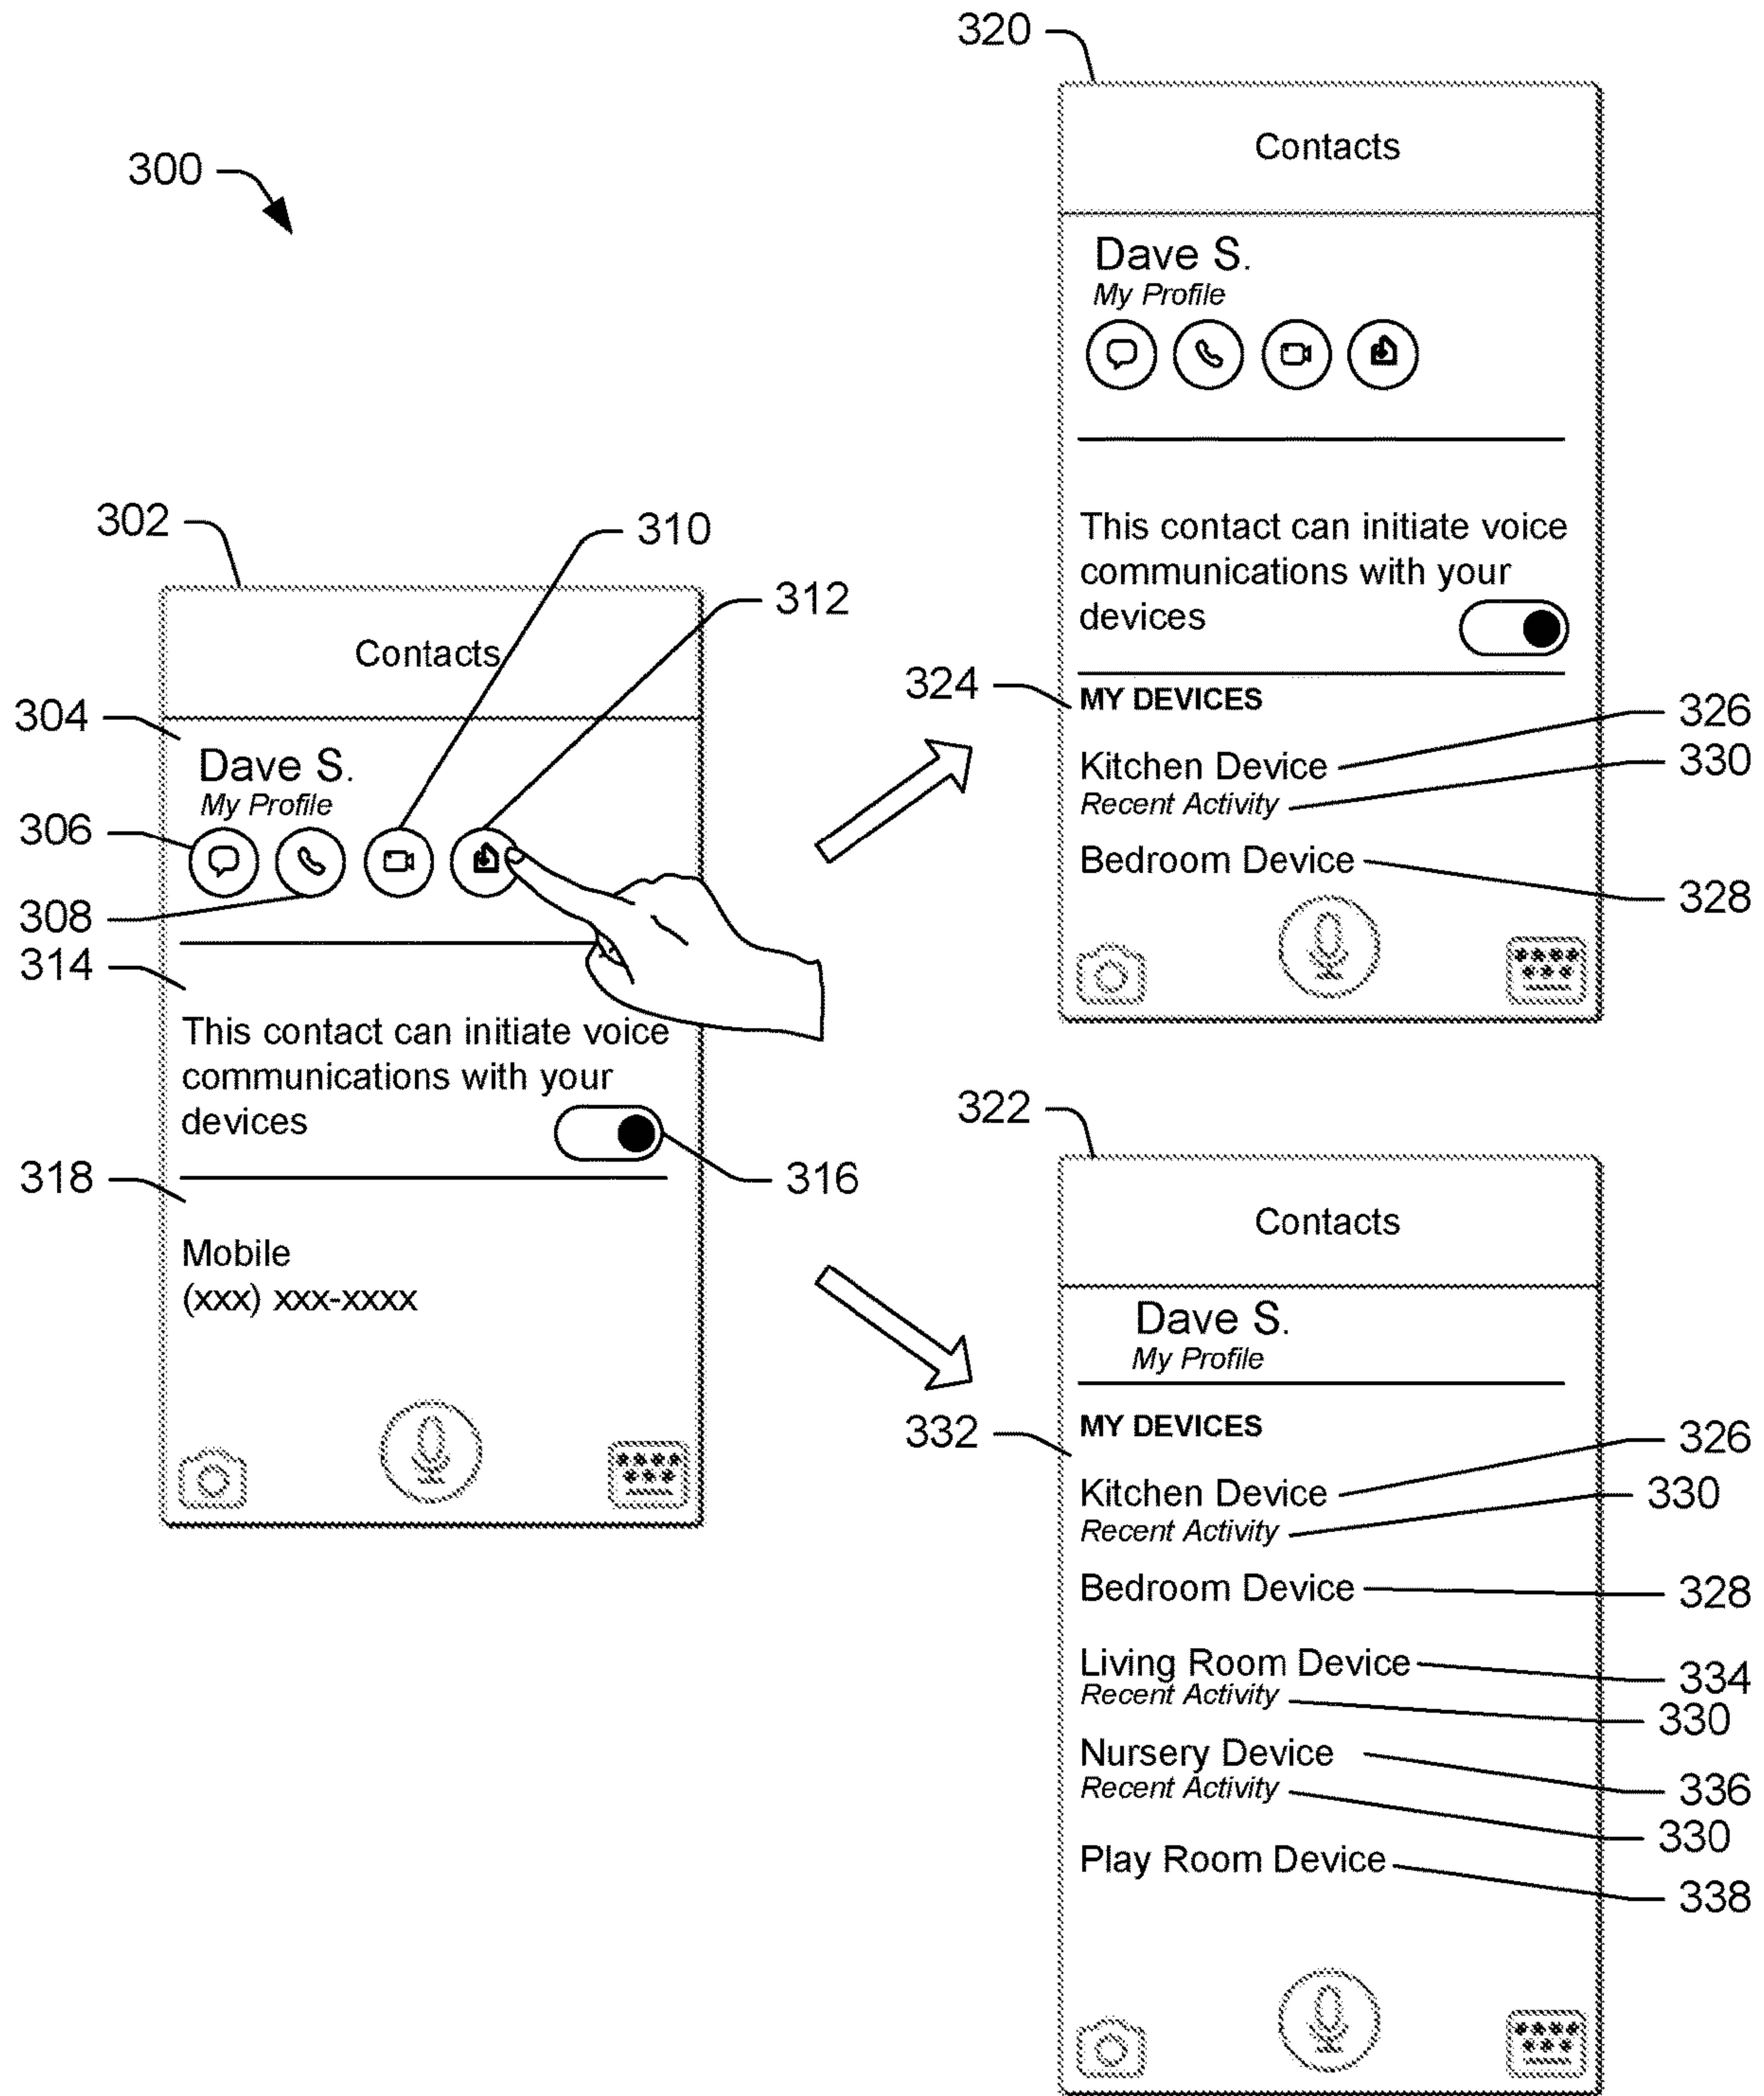 300
302
310
312
Contacts
304
Dave S.
My Profile
306
308
314
This contact can initiate voice
communications with your
devices
316
318
Mobile
(xxx) xxx-xxxx
320
Contacts
Dave S.
My Profile
This contact can initiate voice
communications with your
devices
324
MY DEVICES
326
Kitchen Device
330
Recent Activity
Bedroom Device
328
322
Contacts
Dave S.
My Profile
332
MY DEVICES
326
Kitchen Device
330
Recent Activity
Bedroom Device
328
Living Room Device
334
Recent Activity
330
Nursery Device
336
Recent Activity
330
Play Room Device
338